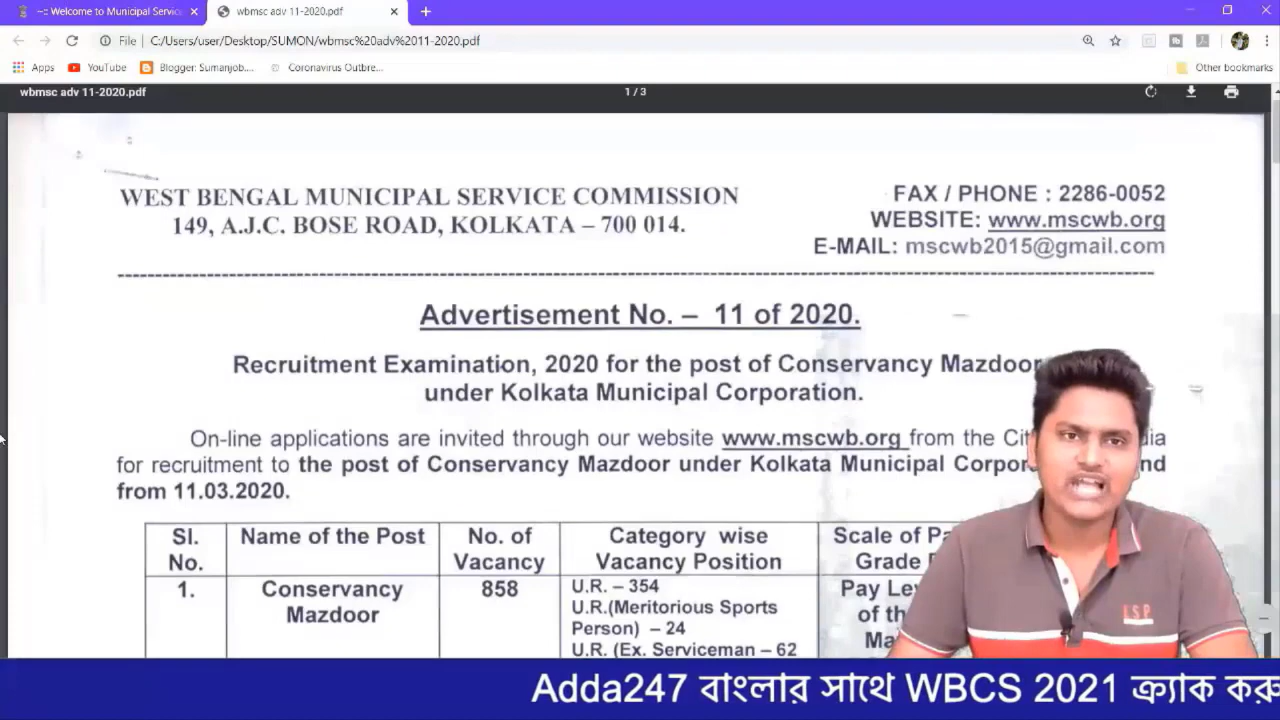 -:: Welcome to Municipal Service
wbmsc adv 11-2020.pdf
File | C:/Users/user/Desktop/SUMON/wbmsc%20adv%2011-2020.pdf
Apps YouTube Blogger: Sumanjob... Coronavirus Outbre... Other bookmarks
wbmsc adv 11-2020.pdf 1 / 3
WEST BENGAL MUNICIPAL SERVICE COMMISSION
149, A.J.C. BOSE ROAD, KOLKATA – 700 014.
FAX / PHONE : 2286-0052
WEBSITE: www.mscwb.org
E-MAIL: mscwb2015@gmail.com
Advertisement No. – 11 of 2020.
Recruitment Examination, 2020 for the post of Conservancy Mazdoor
under Kolkata Municipal Corporation.
On-line applications are invited through our website www.mscwb.org from the
for recruitment to the post of Conservancy Mazdoor under Kolkata Municipal
from 11.03.2020.
Sl. No.
Name of the Post
No. of Vacancy
Category wise Vacancy Position
Scale of
Grade
1.
Conservancy
Mazdoor
858
U.R. – 354
U.R.(Meritorious Sports
Person) – 24
U.R. (Ex. Serviceman – 62
Pay
of the
LSP
Adda247 বাংলার সাথে WBCS 2021 ক্র্যাক করু